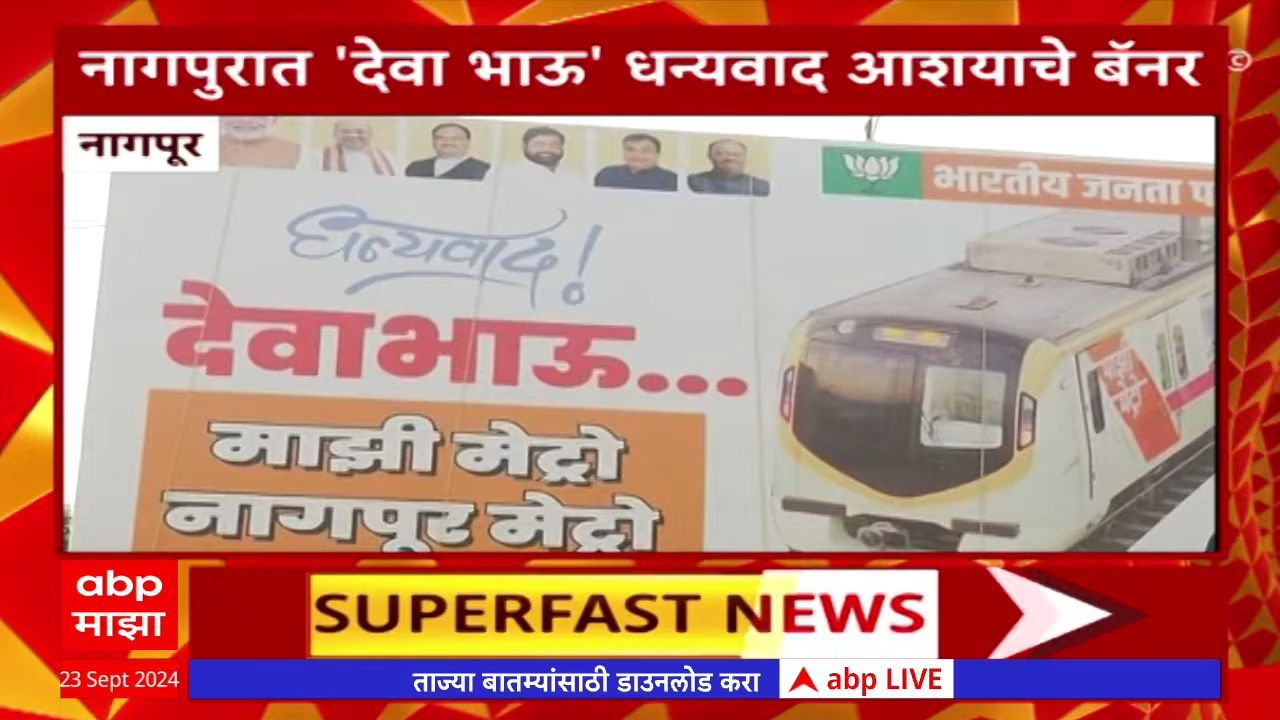 नागपुरात 'देवा भाऊ' धन्यवाद आशयाचे बॅनर
©
नागपूर
भारतीय जनता प
धन्यवाद!
देवाभाऊ...
माझी मेट्रो
माझी मेट्रो
नागपूर मेट्रो
abp
माझा
SUPERFAST NEWS
23 Sept 2024
ताज्या बातम्यांसाठी डाउनलोड करा
abp LIVE